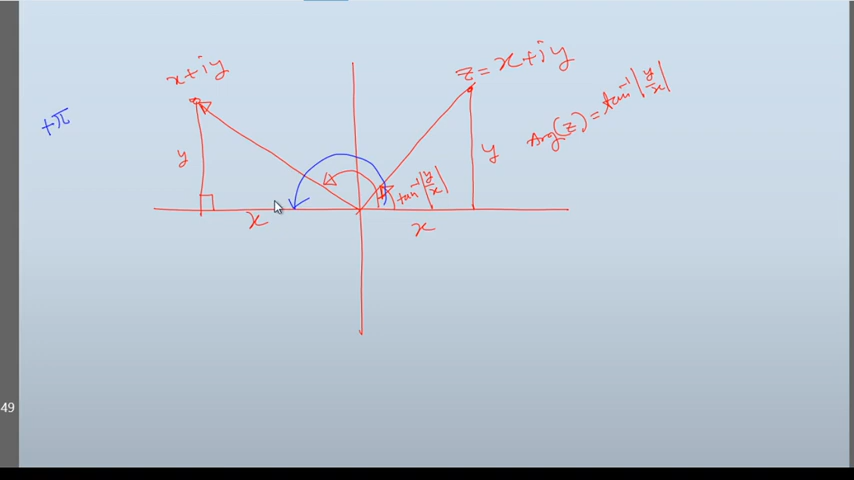 x+iy
z = x+iy
+π
y
y
Arg(z) = tan⁻¹|y/x|
tan⁻¹|y/x|
x
x
49